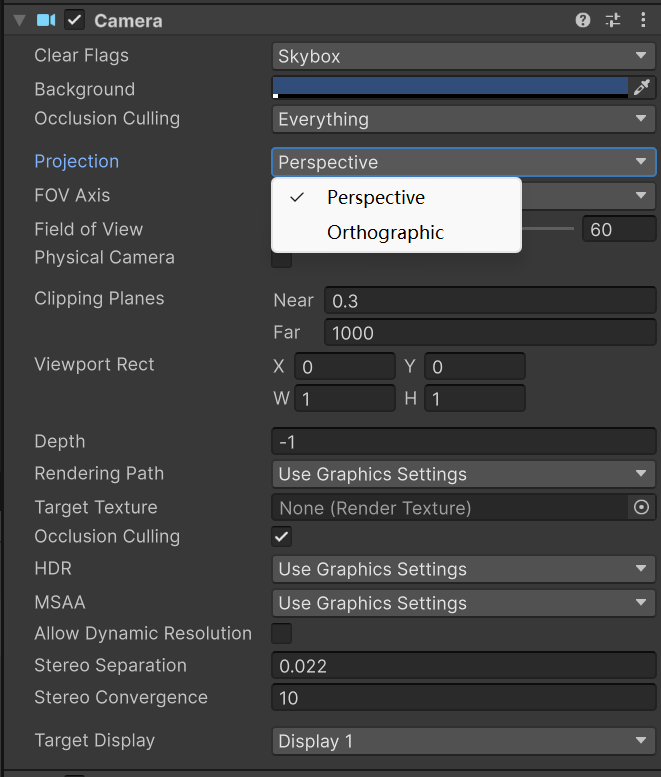 Camera
Clear Flags Skybox
Background
Occlusion Culling Everything
Projection Perspective
Perspective
FOV Axis
Orthographic
Field of View 60
Physical Camera
Clipping Planes Near 0.3
Far 1000
Viewport Rect X 0 Y 0
W 1 H 1
Depth -1
Rendering Path Use Graphics Settings
Target Texture None (Render Texture)
Occlusion Culling
HDR Use Graphics Settings
MSAA Use Graphics Settings
Allow Dynamic Resolution
Stereo Separation 0.022
Stereo Convergence 10
Target Display Display 1